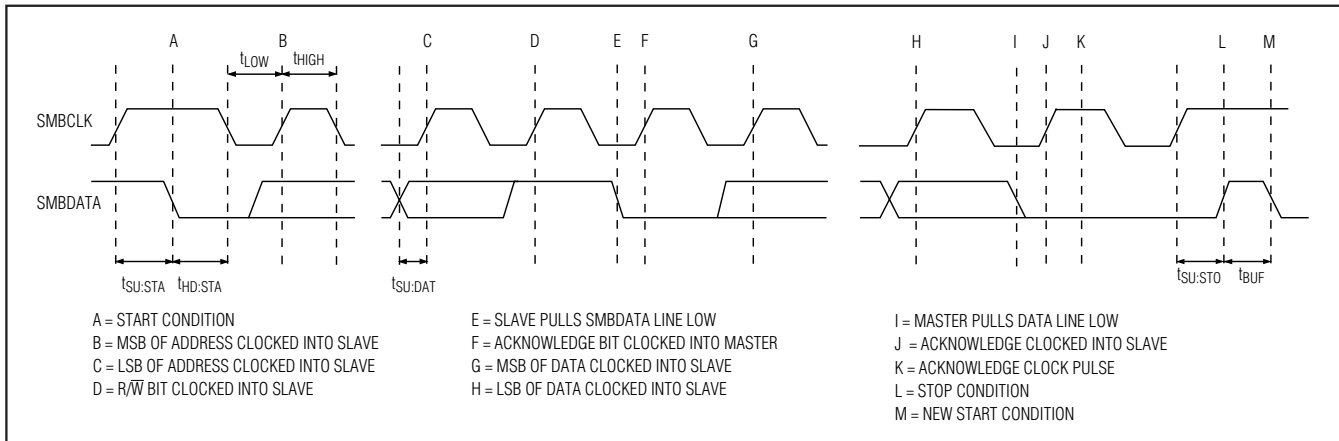 A B C D E F G H I J K L M
tLOW tHIGH
SMBCLK
SMBDATA
tSU:STA tHD:STA tSU:DAT tSU:STO tBUF
A = START CONDITION
B = MSB OF ADDRESS CLOCKED INTO SLAVE
C = LSB OF ADDRESS CLOCKED INTO SLAVE
D = R/W̅ BIT CLOCKED INTO SLAVE
E = SLAVE PULLS SMBDATA LINE LOW
F = ACKNOWLEDGE BIT CLOCKED INTO MASTER
G = MSB OF DATA CLOCKED INTO SLAVE
H = LSB OF DATA CLOCKED INTO SLAVE
I = MASTER PULLS DATA LINE LOW
J = ACKNOWLEDGE CLOCKED INTO SLAVE
K = ACKNOWLEDGE CLOCK PULSE
L = STOP CONDITION
M = NEW START CONDITION